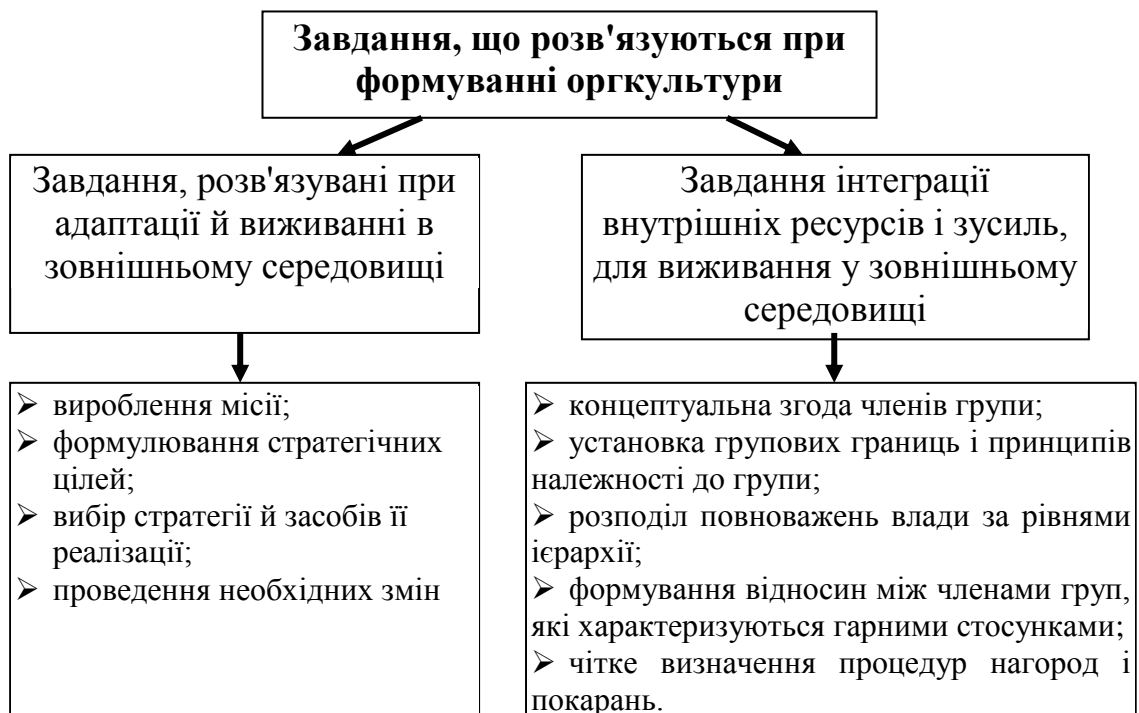 Завдання, що розв'язуються при
формуванні оргкультури
Завдання, розв'язувані при
адаптації й виживанні в
зовнішньому середовищі
Завдання інтеграції
внутрішніх ресурсів і зусиль,
для виживання у зовнішньому
середовищі
➢ вироблення місії;
➢ формулювання стратегічних
цілей;
➢ вибір стратегії й засобів її
реалізації;
➢ проведення необхідних змін
➢ концептуальна згода членів групи;
➢ установка групових границь і принципів
належності до групи;
➢ розподіл повноважень влади за рівнями
ієрархії;
➢ формування відносин між членами груп,
які характеризуються гарними стосунками;
➢ чітке визначення процедур нагород і
покарань.